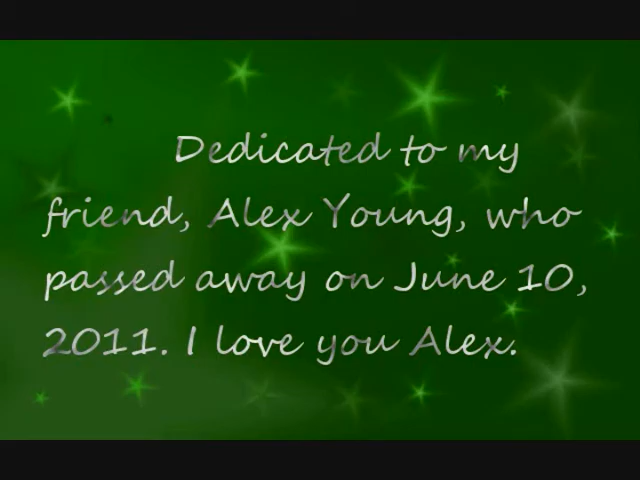 Dedicated to my
friend, Alex Young, who
passed away on June 10,
2011. I love you Alex.